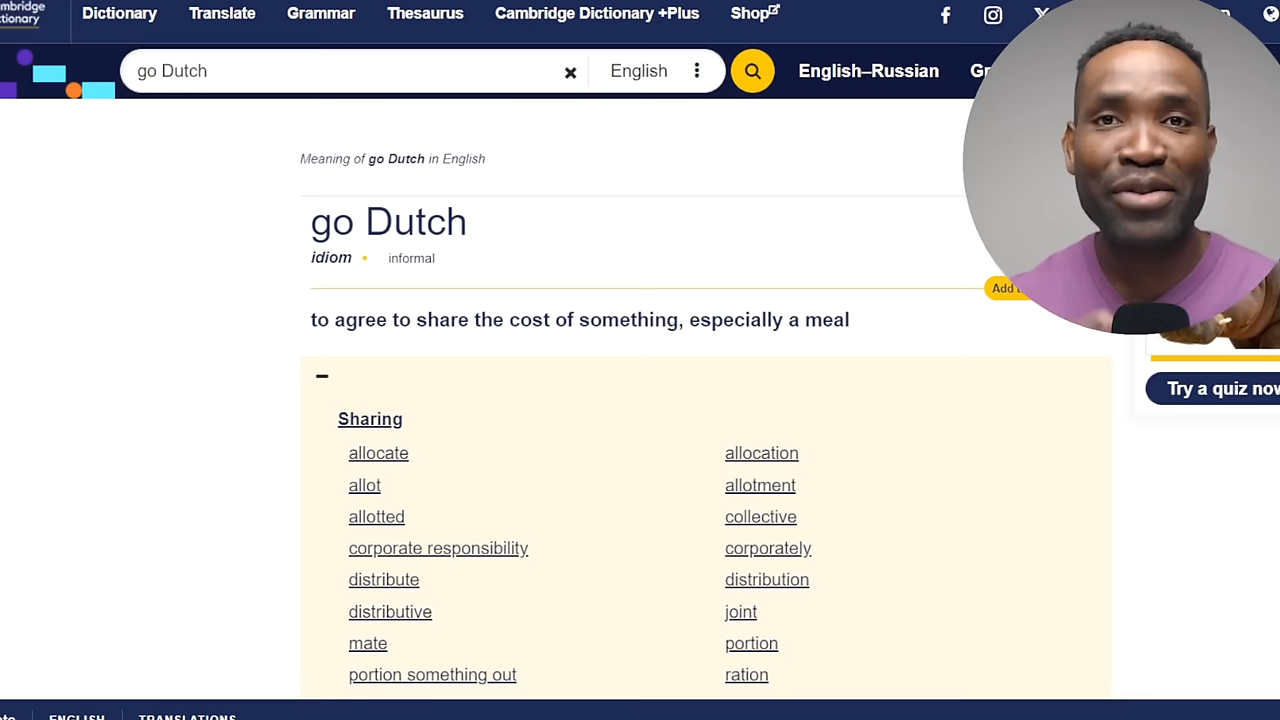 Dictionary Translate Grammar Thesaurus Cambridge Dictionary +Plus Shop
go Dutch English English–Russian
Meaning of go Dutch in English
go Dutch
idiom • informal
Add
to agree to share the cost of something, especially a meal
Try a quiz now
Sharing
allocate allocation
allot allotment
allotted collective
corporate responsibility corporately
distribute distribution
distributive joint
mate portion
portion something out ration
ENGLISH TRANSLATIONS